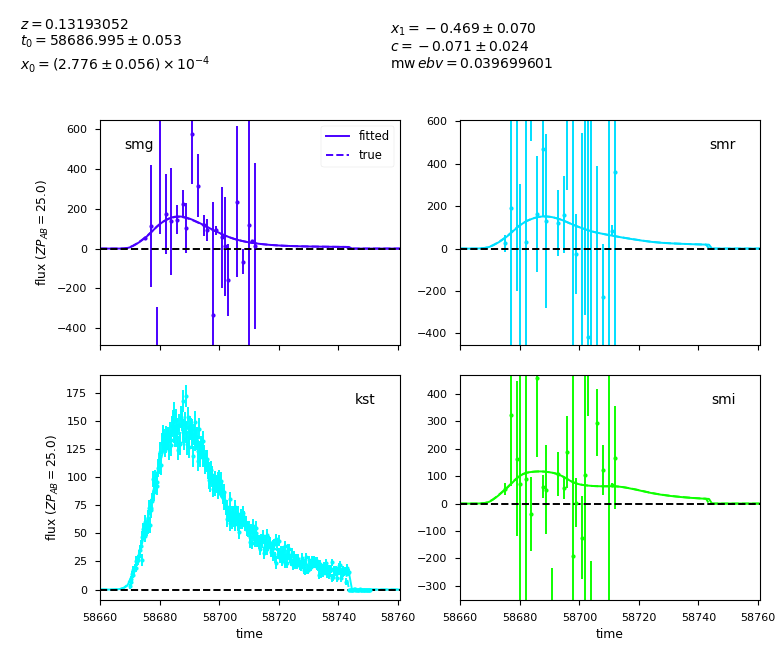 z = 0.13193052
t0 = 58686.995 ± 0.053
x0 = (2.776 ± 0.056) × 10^−4
x1 = −0.469 ± 0.070
c = −0.071 ± 0.024
mwebv = 0.039699601
smg
fitted
true
600
400
200
0
−200
−400
flux (ZP_AB = 25.0)
smr
600
400
200
0
−200
−400
kst
175
150
125
100
75
50
25
0
flux (ZP_AB = 25.0)
58660 58680 58700 58720 58740 58760
time
smi
400
300
200
100
0
−100
−200
−300
58660 58680 58700 58720 58740 58760
time